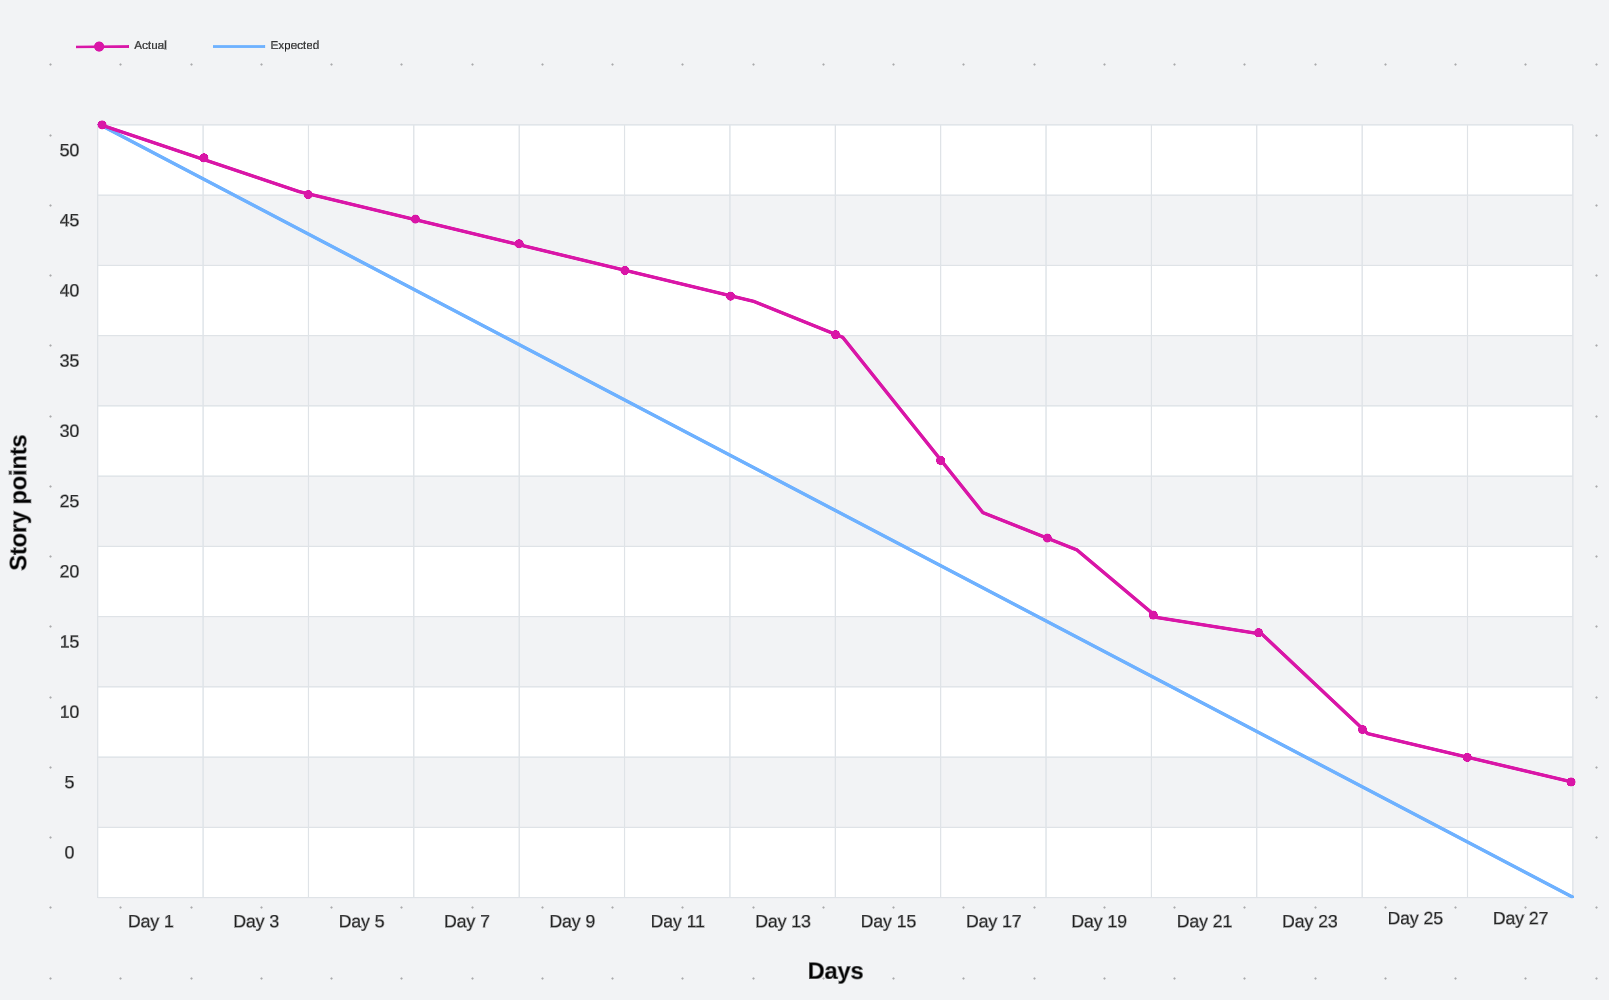 Actual
Expected
50
45
40
35
30
25
20
15
10
5
0
Story points
Day 1
Day 3
Day 5
Day 7
Day 9
Day 11
Day 13
Day 15
Day 17
Day 19
Day 21
Day 23
Day 25
Day 27
Days